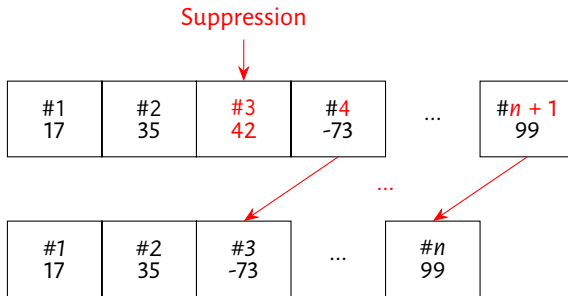 Suppression
#1 #2 #3 #4 ... #n + 1
17 35 42 -73 99
...
#1 #2 #3 ... #n
17 35 -73 99